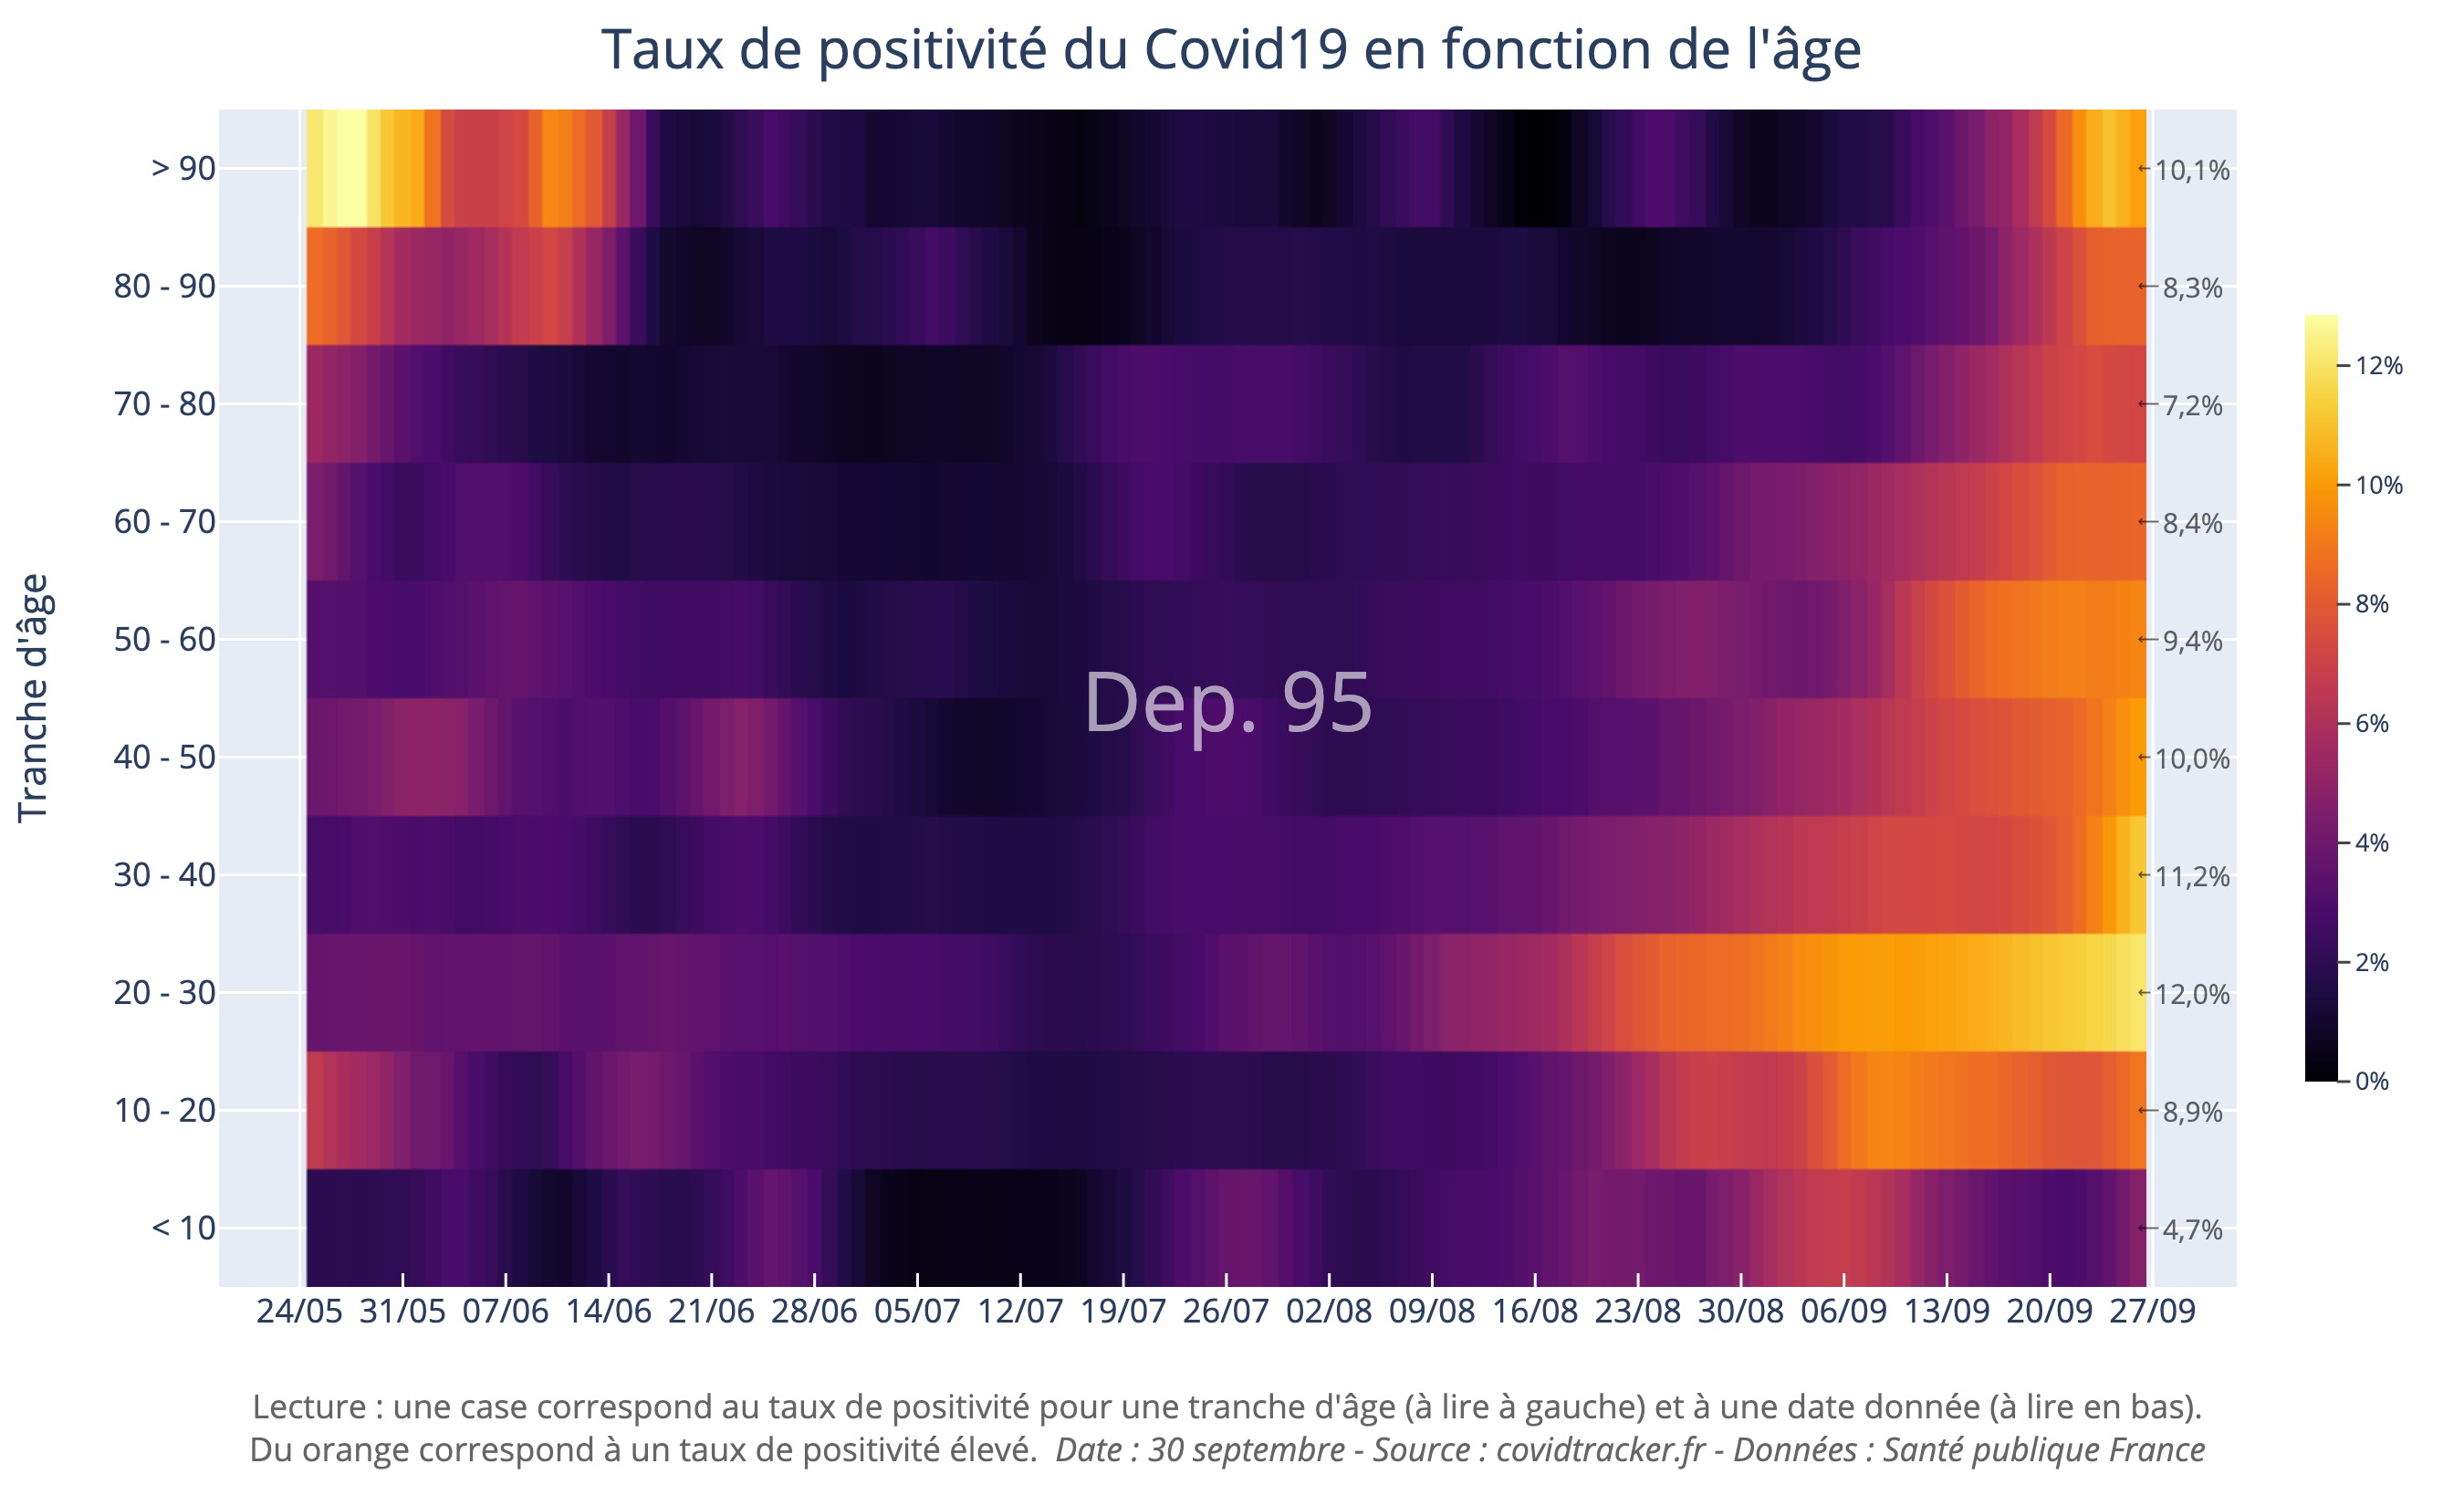 Taux de positivité du Covid19 en fonction de l'âge
Tranche d'âge
> 90
80 - 90
70 - 80
60 - 70
50 - 60
40 - 50
30 - 40
20 - 30
10 - 20
< 10
Dep. 95
←10,1%
←8,3%
←7,2%
←8,4%
←9,4%
←10,0%
←11,2%
←12,0%
←8,9%
←4,7%
12%
10%
8%
6%
4%
2%
0%
24/05 31/05 07/06 14/06 21/06 28/06 05/07 12/07 19/07 26/07 02/08 09/08 16/08 23/08 30/08 06/09 13/09 20/09 27/09
Lecture : une case correspond au taux de positivité pour une tranche d'âge (à lire à gauche) et à une date donnée (à lire en bas).
Du orange correspond à un taux de positivité élevé. Date : 30 septembre - Source : covidtracker.fr - Données : Santé publique France